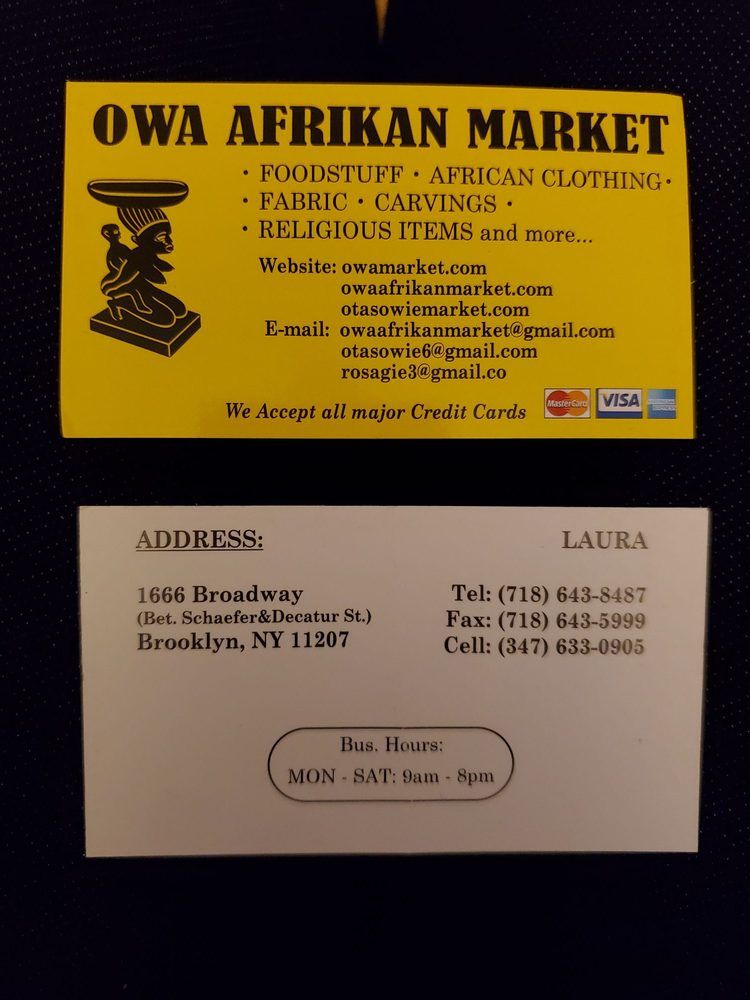 OWA AFRIKAN MARKET
· FOODSTUFF · AFRICAN CLOTHING·
· FABRIC · CARVINGS ·
· RELIGIOUS ITEMS and more...
Website: owamarket.com
owaafrikanmarket.com
otasowiemarket.com
E-mail: owaafrikanmarket@gmail.com
otasowie6@gmail.com
rosagie3@gmail.co
We Accept all major Credit Cards MasterCard VISA AMERICAN EXPRESS
ADDRESS: LAURA
1666 Broadway Tel: (718) 643-8487
(Bet. Schaefer&Decatur St.) Fax: (718) 643-5999
Brooklyn, NY 11207 Cell: (347) 633-0905
Bus. Hours:
MON - SAT: 9am - 8pm